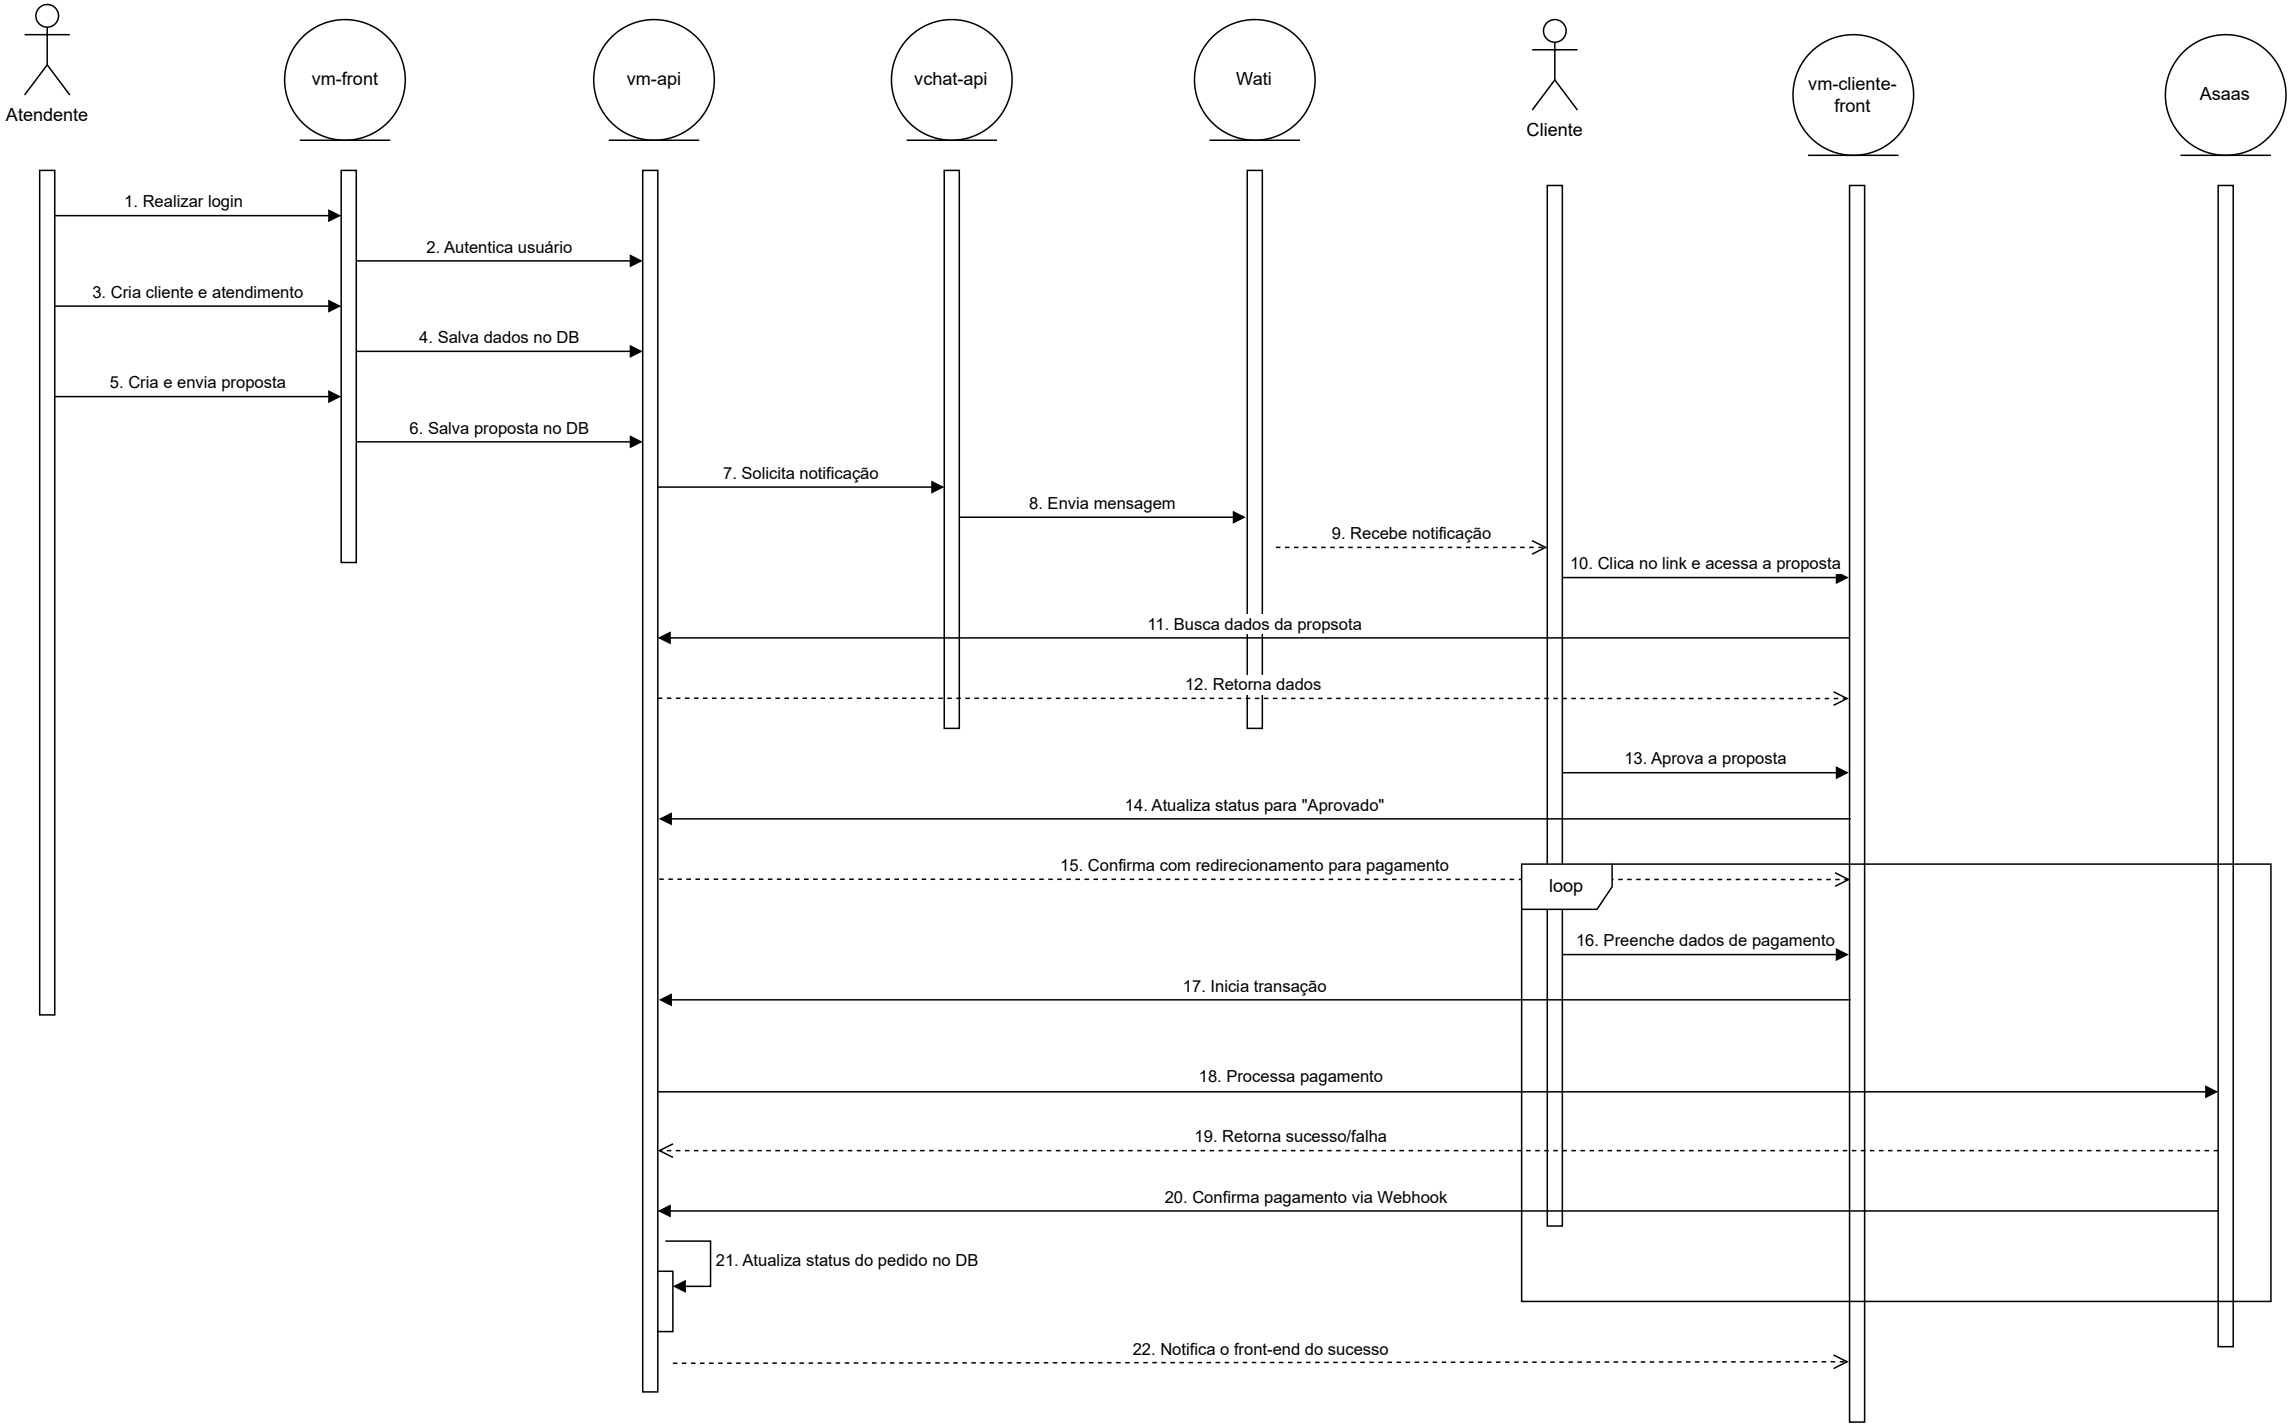 Atendente
vm-front
vm-api
vchat-api
Wati
Cliente
vm-cliente-
front
Asaas
1. Realizar login
2. Autentica usuário
3. Cria cliente e atendimento
4. Salva dados no DB
5. Cria e envia proposta
6. Salva proposta no DB
7. Solicita notificação
8. Envia mensagem
9. Recebe notificação
10. Clica no link e acessa a proposta
11. Busca dados da propsota
12. Retorna dados
13. Aprova a proposta
14. Atualiza status para "Aprovado"
15. Confirma com redirecionamento para pagamento
loop
16. Preenche dados de pagamento
17. Inicia transação
18. Processa pagamento
19. Retorna sucesso/falha
20. Confirma pagamento via Webhook
21. Atualiza status do pedido no DB
22. Notifica o front-end do sucesso